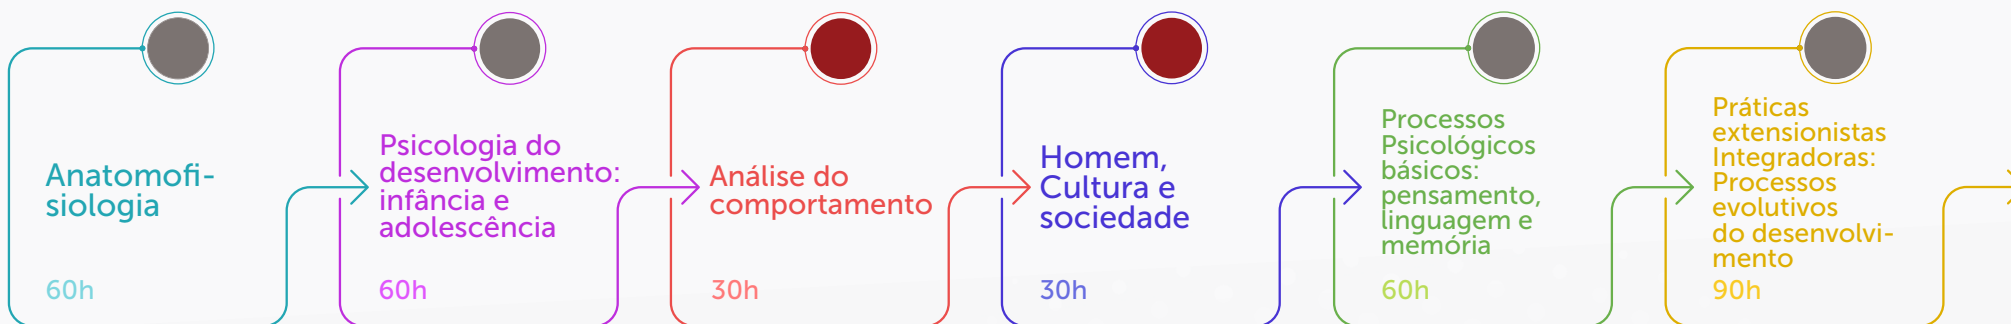 Anatomofi-
siologia
60h
Psicologia do
desenvolvimento:
infância e
adolescência
60h
Análise do
comportamento
30h
Homem,
Cultura e
sociedade
30h
Processos
Psicológicos
básicos:
pensamento,
linguagem e
memória
60h
Práticas
extensionistas
Integradoras:
Processos
evolutivos
do desenvolvi-
mento
90h